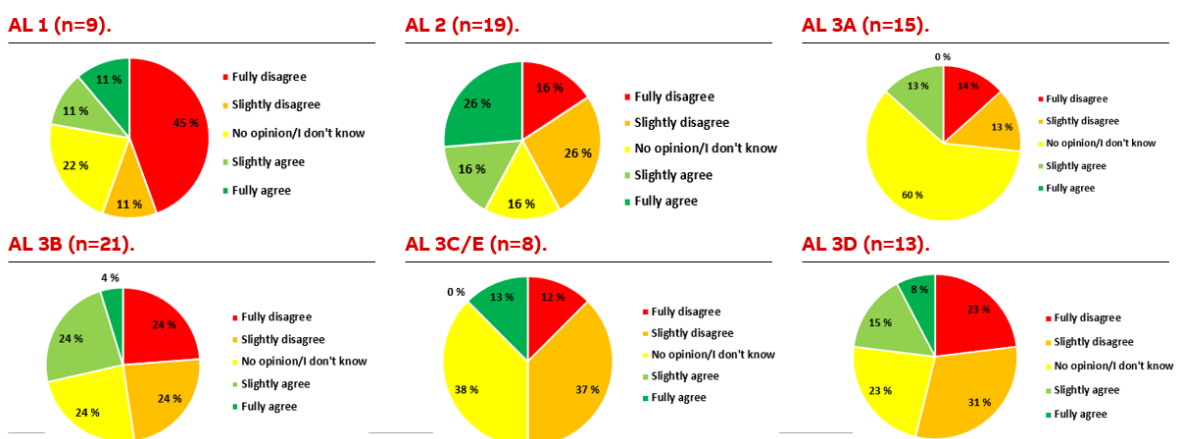 AL 1 (n=9).
11 %
11 %
22 %
11 %
45 %
Fully disagree
Slightly disagree
No opinion/I don't know
Slightly agree
Fully agree
AL 2 (n=19).
26 %
16 %
26 %
16 %
16 %
Fully disagree
Slightly disagree
No opinion/I don't know
Slightly agree
Fully agree
AL 3A (n=15).
0 %
13 %
14 %
13 %
60 %
Fully disagree
Slightly disagree
No opinion/I don't know
Slightly agree
Fully agree
AL 3B (n=21).
4 %
24 %
24 %
24 %
24 %
Fully disagree
Slightly disagree
No opinion/I don't know
Slightly agree
Fully agree
AL 3C/E (n=8).
0 %
13 %
12 %
38 %
37 %
Fully disagree
Slightly disagree
No opinion/I don't know
Slightly agree
Fully agree
AL 3D (n=13).
8 %
15 %
23 %
23 %
31 %
Fully disagree
Slightly disagree
No opinion/I don't know
Slightly agree
Fully agree